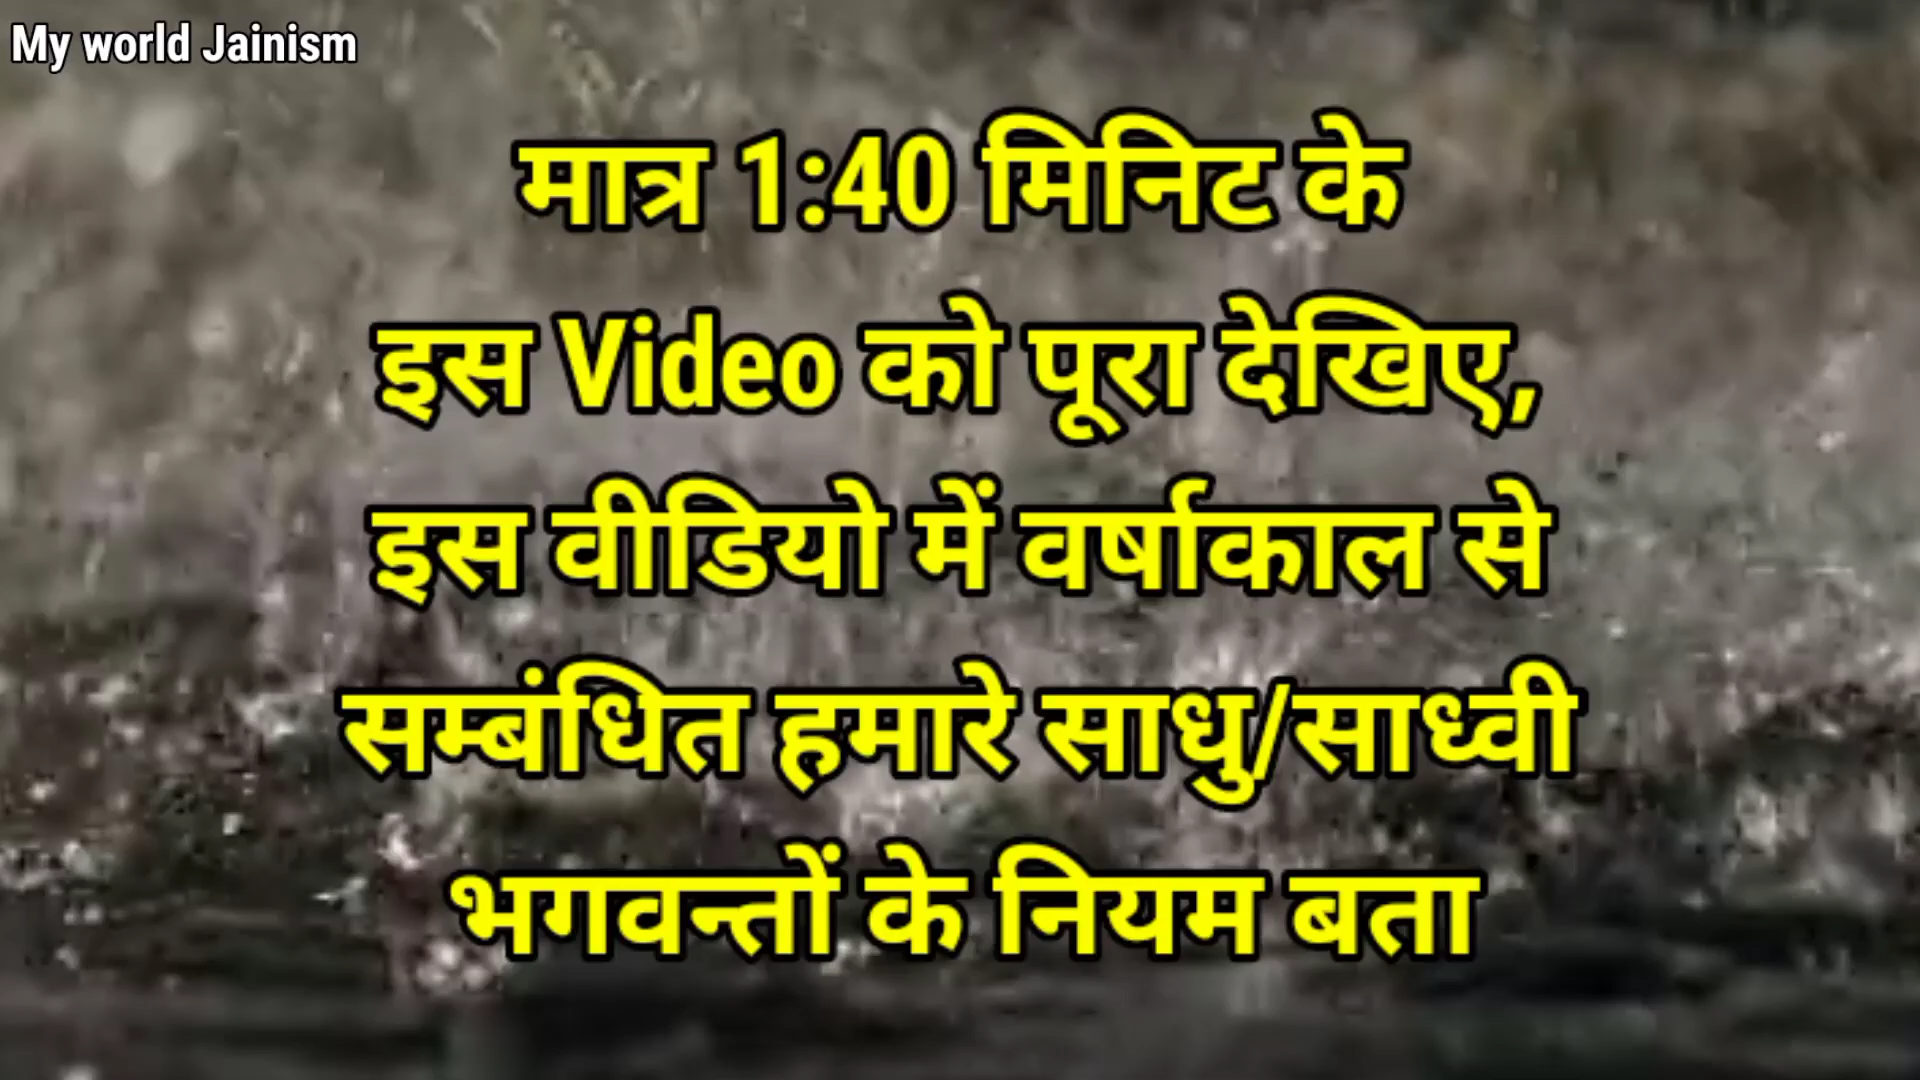 My world Jainism
मात्र 1:40 मिनिट के
इस Video को पूरा देखिए,
इस वीडियो में वर्षाकाल से
सम्बंधित हमारे साधु/साध्वी
भगवन्तों के नियम बता